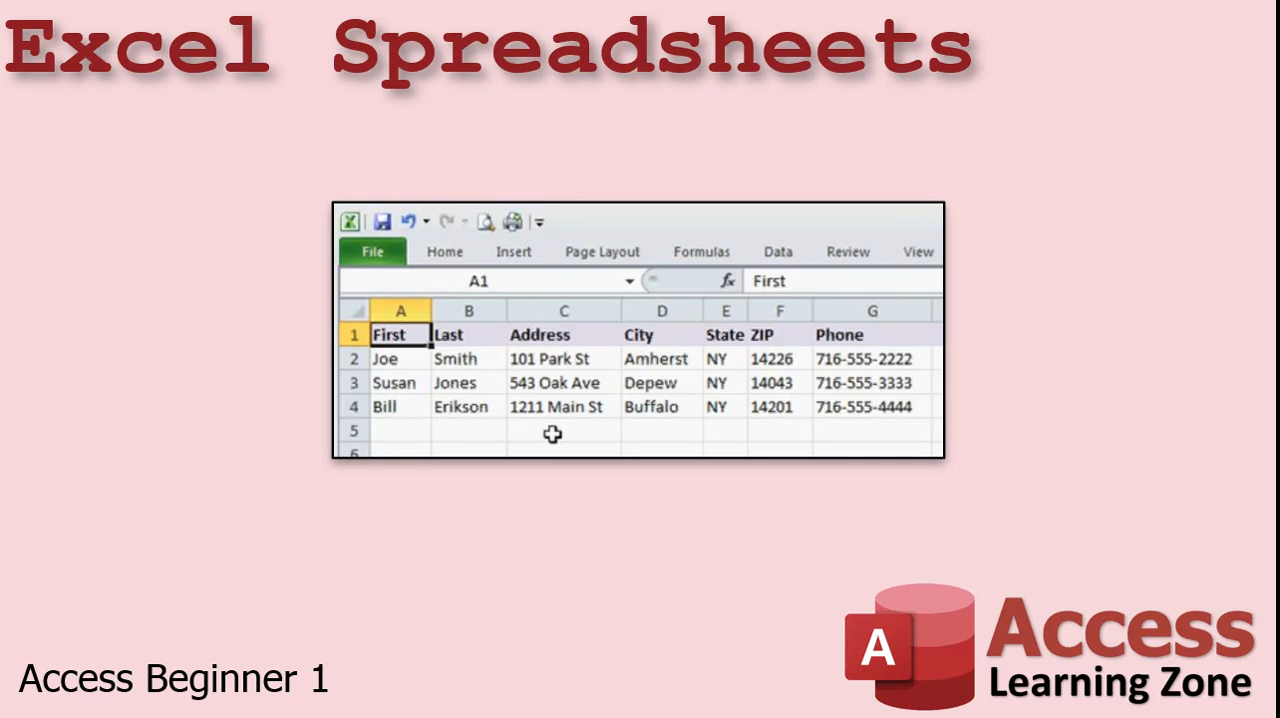 Excel Spreadsheets
File Home Insert Page Layout Formulas Data Review View
A1 fx First
A B C D E F G
1 First Last Address City State ZIP Phone
2 Joe Smith 101 Park St Amherst NY 14226 716-555-2222
3 Susan Jones 543 Oak Ave Depew NY 14043 716-555-3333
4 Bill Erikson 1211 Main St Buffalo NY 14201 716-555-4444
5
6
A Access
Learning Zone
Access Beginner 1